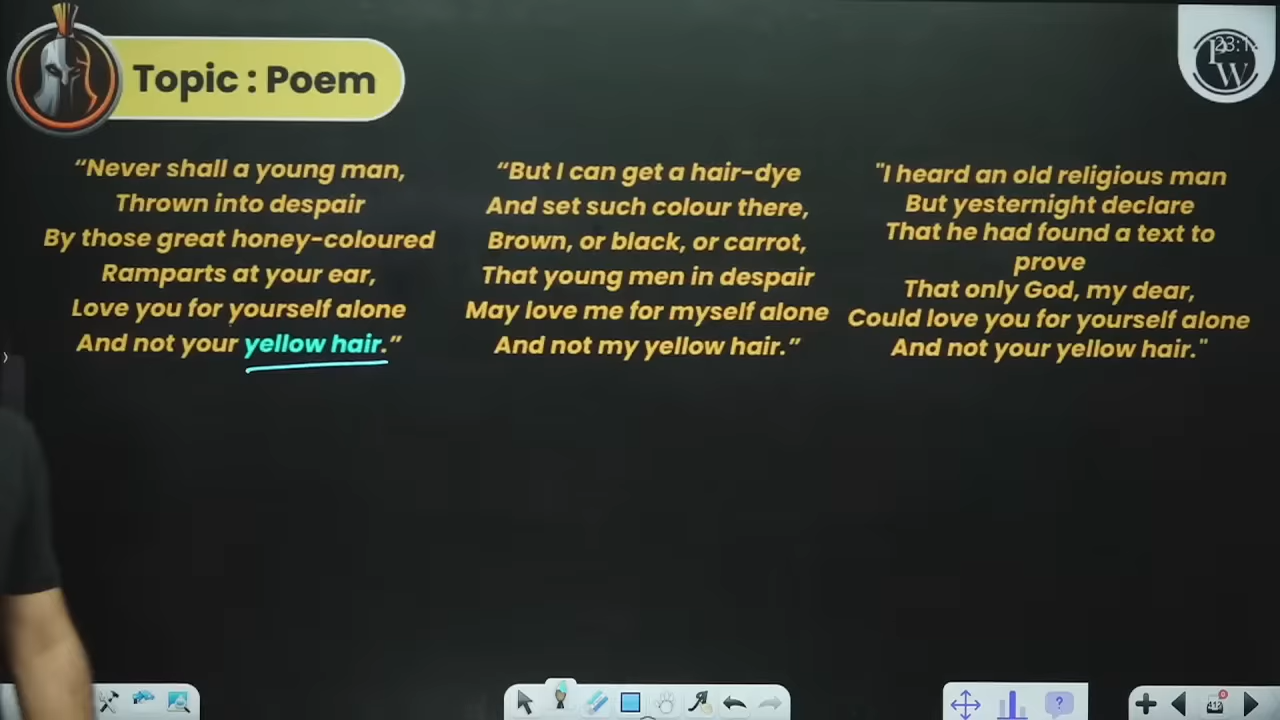 Topic : Poem
“Never shall a young man,
Thrown into despair
By those great honey-coloured
Ramparts at your ear,
Love you for yourself alone
And not your yellow hair.”
“But I can get a hair-dye
And set such colour there,
Brown, or black, or carrot,
That young men in despair
May love me for myself alone
And not my yellow hair.”
"I heard an old religious man
But yesternight declare
That he had found a text to
prove
That only God, my dear,
Could love you for yourself alone
And not your yellow hair."
PW
412